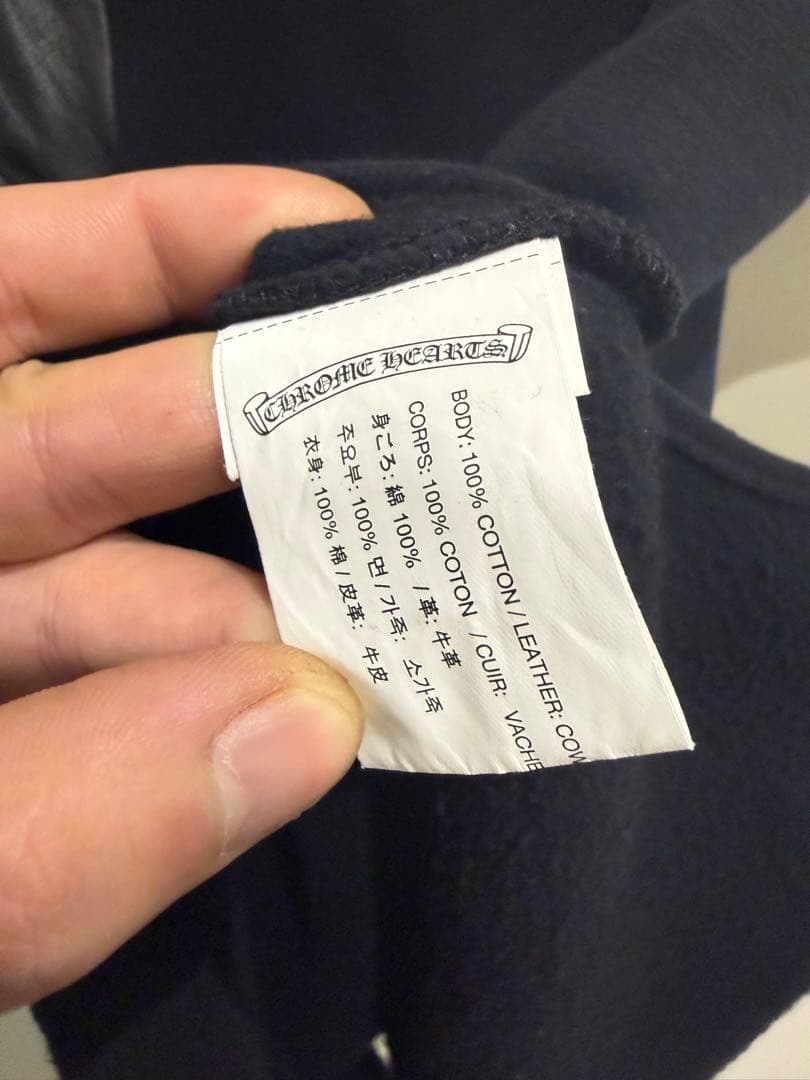 CHROME HEARTS
BODY: 100% COTTON / LEATHER: COW
CORPS: 100% COTON / CUIR: VACHE
身ごろ: 綿 100% / 革: 牛革
주요부: 100% 면 / 가죽: 소가죽
衣身: 100% 棉 / 皮革: 牛皮